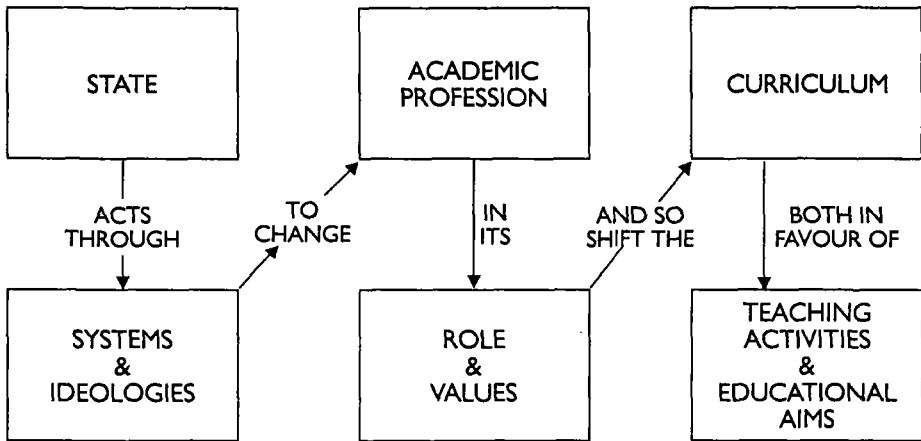 STATE
ACTS
THROUGH
SYSTEMS
&
IDEOLOGIES
TO
CHANGE
ACADEMIC
PROFESSION
IN
ITS
ROLE
&
VALUES
AND SO
SHIFT THE
CURRICULUM
BOTH IN
FAVOUR OF
TEACHING
ACTIVITIES
&
EDUCATIONAL
AIMS